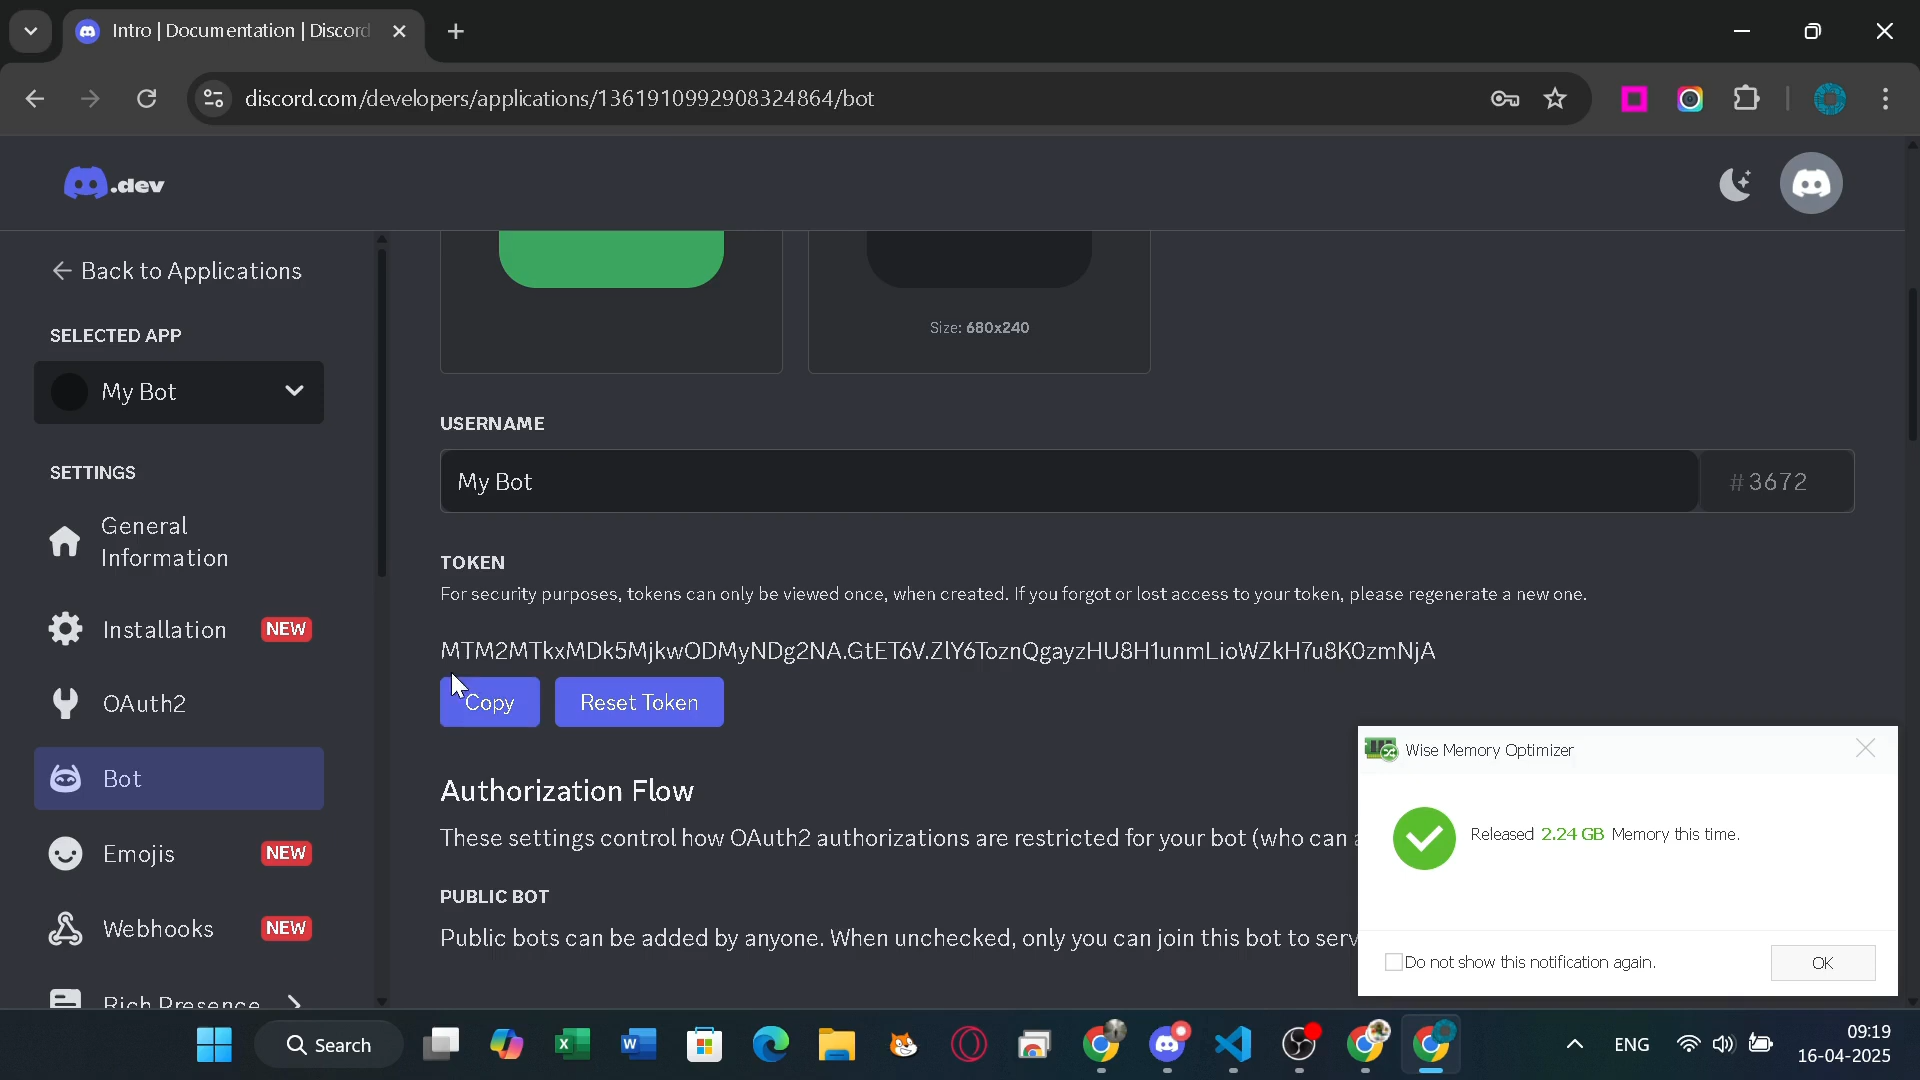 Intro | Documentation | Discord
discord.com/developers/applications/1361910992908324864/bot
.dev
Back to Applications
SELECTED APP
My Bot
SETTINGS
General
Information
Installation NEW
OAuth2
Bot
Emojis NEW
Webhooks NEW
Rich Presence
Size: 680x240
USERNAME
My Bot #3672
TOKEN
For security purposes, tokens can only be viewed once, when created. If you forgot or lost access to your token, please regenerate a new one.
MTM2MTkxMDk5MjkwODMyNDg2NA.GtET6V.ZlY6ToznQgayzHU8H1unmLioWZkH7u8K0zmNjA
Copy Reset Token
Authorization Flow
These settings control how OAuth2 authorizations are restricted for your bot (who can
PUBLIC BOT
Public bots can be added by anyone. When unchecked, only you can join this bot to
Wise Memory Optimizer
Released 2.24 GB Memory this time.
Do not show this notification again.
OK
Search
ENG
09:19
16-04-2025